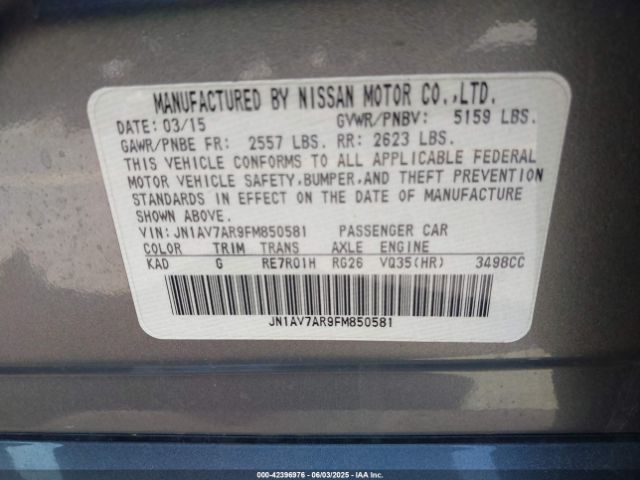 MANUFACTURED BY NISSAN MOTOR CO.,LTD.
DATE: 03/15 GVWR/PNBV: 5159 LBS.
GAWR/PNBE FR: 2557 LBS. RR: 2623 LBS.
THIS VEHICLE CONFORMS TO ALL APPLICABLE FEDERAL
MOTOR VEHICLE SAFETY,BUMPER,AND THEFT PREVENTION
STANDARDS IN EFFECT ON THE DATE OF MANUFACTURE
SHOWN ABOVE.
VIN: JN1AV7AR9FM850581 PASSENGER CAR
COLOR TRIM TRANS AXLE ENGINE
KAD G RE7R01H RG26 VQ35(HR) 3498CC
JN1AV7AR9FM850581
000-42396976 - 06/03/2025 - IAAI.COM